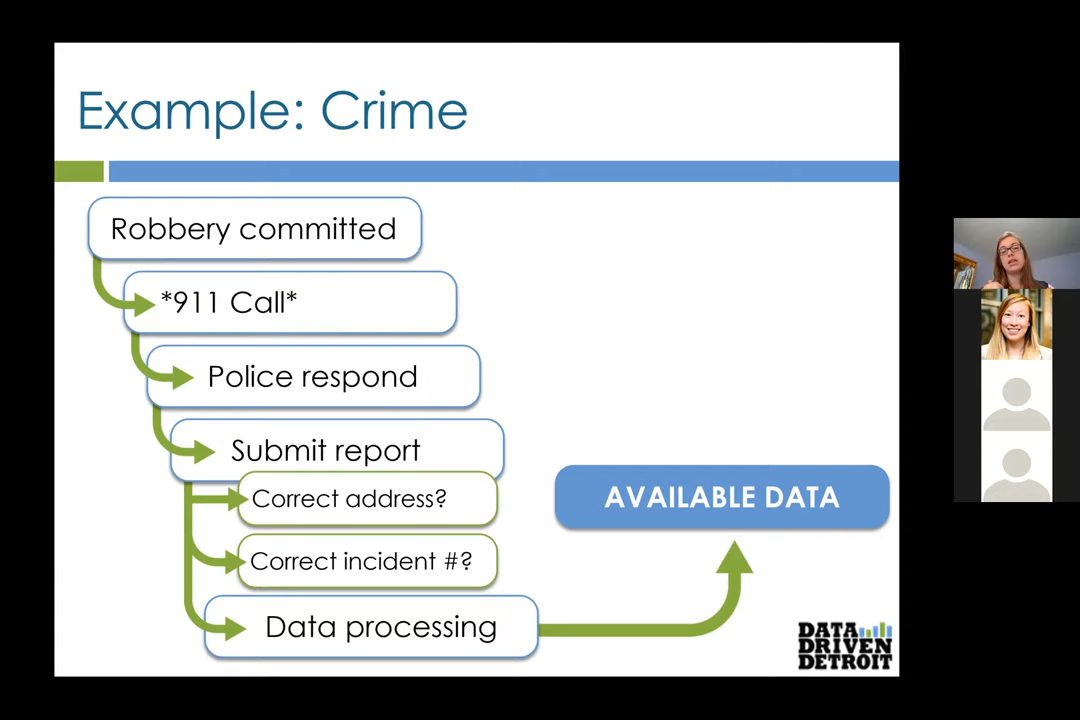 Example: Crime
Robbery committed
*911 Call*
Police respond
Submit report
Correct address?
Correct incident #?
Data processing
AVAILABLE DATA
DATA
DRIVEN
DETROIT